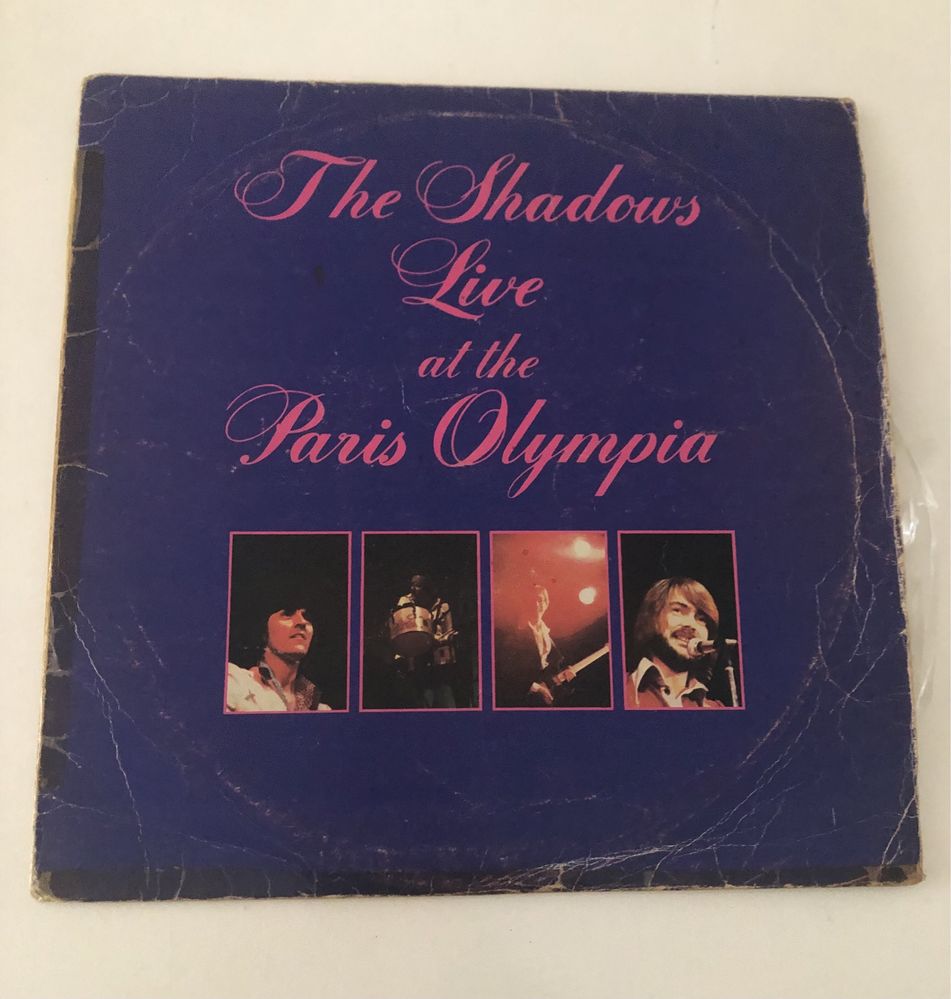 The Shadows
Live
at the
Paris Olympia